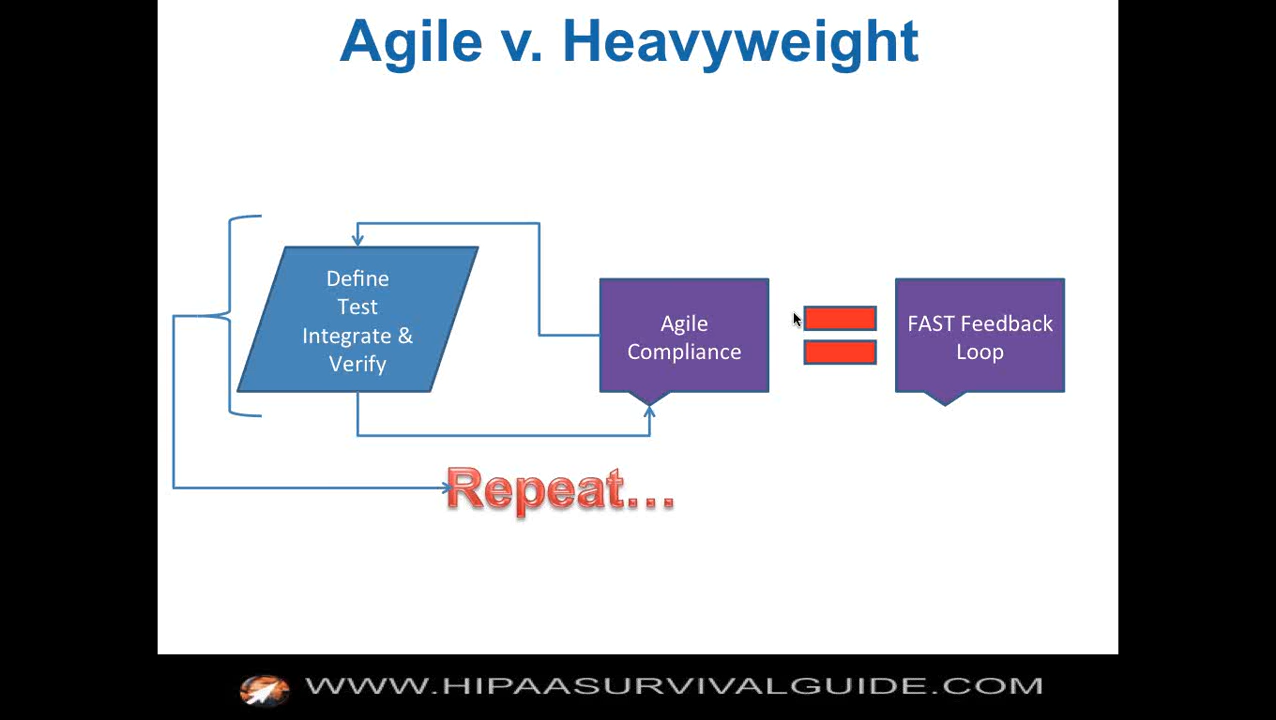 Agile v. Heavyweight
Define
Test
Integrate &
Verify
Agile
Compliance
FAST Feedback
Loop
Repeat...
WWW.HIPAASURVIVALGUIDE.COM